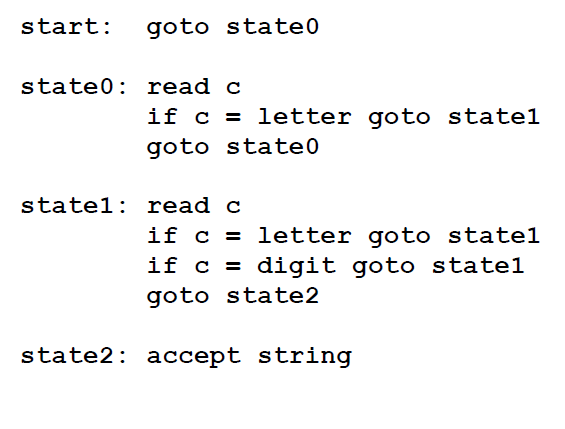 start:  goto state0
state0: read c
        if c = letter goto state1
        goto state0
state1: read c
        if c = letter goto state1
        if c = digit goto state1
        goto state2
state2: accept string